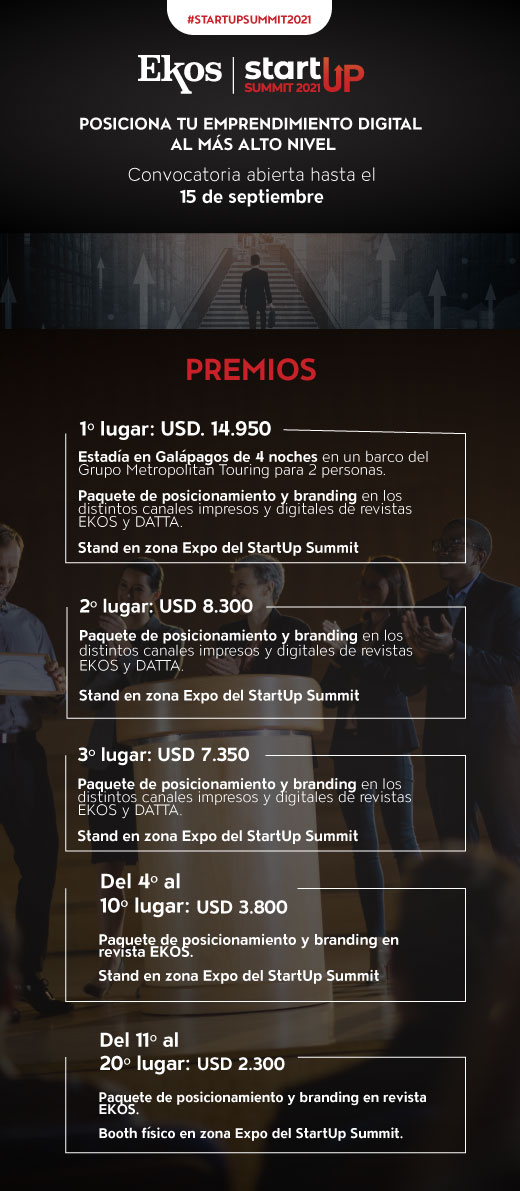 #STARTUPSUMMIT2021
Ekos | startUP
SUMMIT 2021
POSICIONA TU EMPRENDIMIENTO DIGITAL
AL MÁS ALTO NIVEL
Convocatoria abierta hasta el
15 de septiembre
PREMIOS
1º lugar: USD. 14.950
Estadía en Galápagos de 4 noches en un barco del
Grupo Metropolitan Touring para 2 personas.
Paquete de posicionamiento y branding en los
distintos canales impresos y digitales de revistas
EKOS y DATTA.
Stand en zona Expo del StartUp Summit
2º lugar: USD 8.300
Paquete de posicionamiento y branding en los
distintos canales impresos y digitales de revistas
EKOS y DATTA.
Stand en zona Expo del StartUp Summit
3º lugar: USD 7.350
Paquete de posicionamiento y branding en los
distintos canales impresos y digitales de revistas
EKOS y DATTA.
Stand en zona Expo del StartUp Summit
Del 4º al
10º lugar: USD 3.800
Paquete de posicionamiento y branding en
revista EKOS.
Stand en zona Expo del StartUp Summit
Del 11º al
20º lugar: USD 2.300
Paquete de posicionamiento y branding en revista
EKOS.
Booth físico en zona Expo del StartUp Summit.